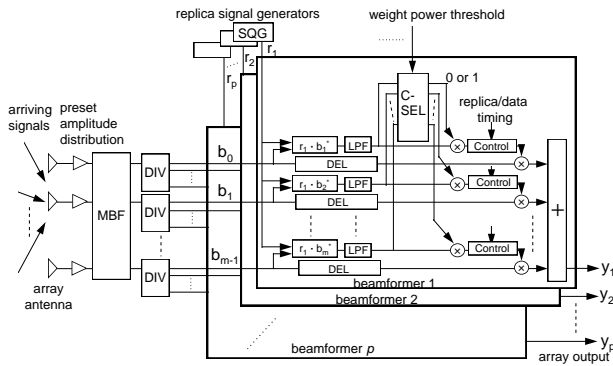 replica signal generators
weight power threshold
SQG
r1
r2
rp
0 or 1
C-
SEL
replica/data
timing
arriving
signals
preset
amplitude
distribution
b0
r1 · b1*
LPF
Control
DEL
DIV
b1
r1 · b2*
LPF
Control
DEL
MBF
DIV
+
bm-1
r1 · bm*
LPF
Control
DEL
DIV
array
antenna
beamformer 1
y1
beamformer 2
y2
beamformer p
yp
array output